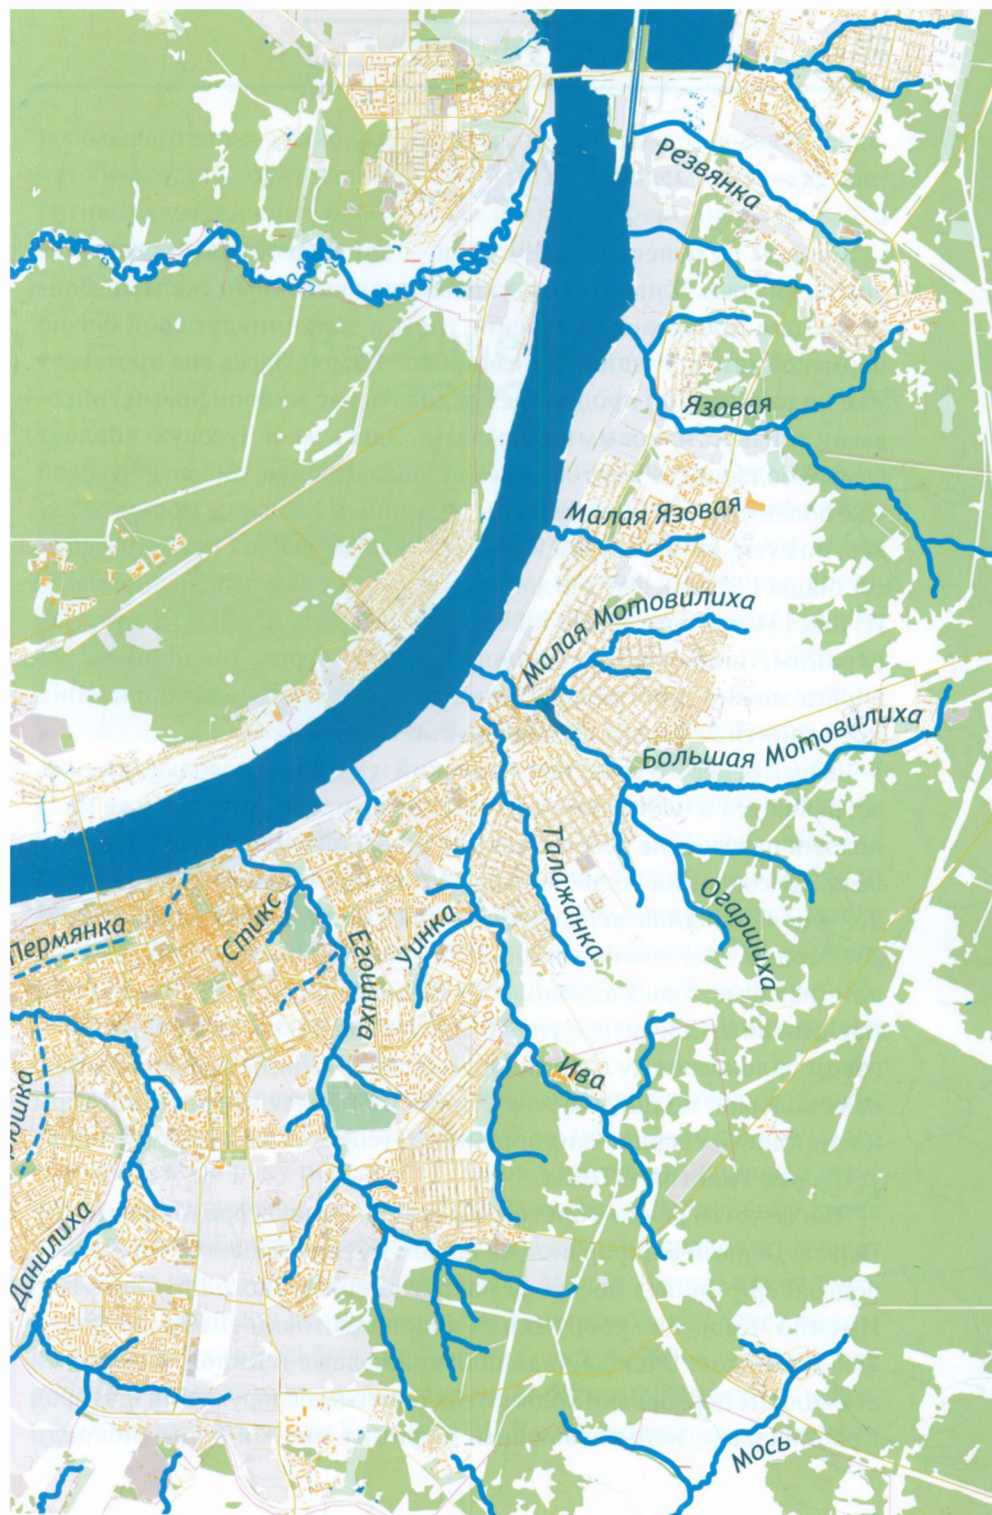 Резвянка
Язовая
Малая Язовая
Малая Мотовилиха
Большая Мотовилиха
Талажанка
Огаршиха
Уинка
Стикс
Егошиха
Пермянка
Ива
Данилиха
Мось